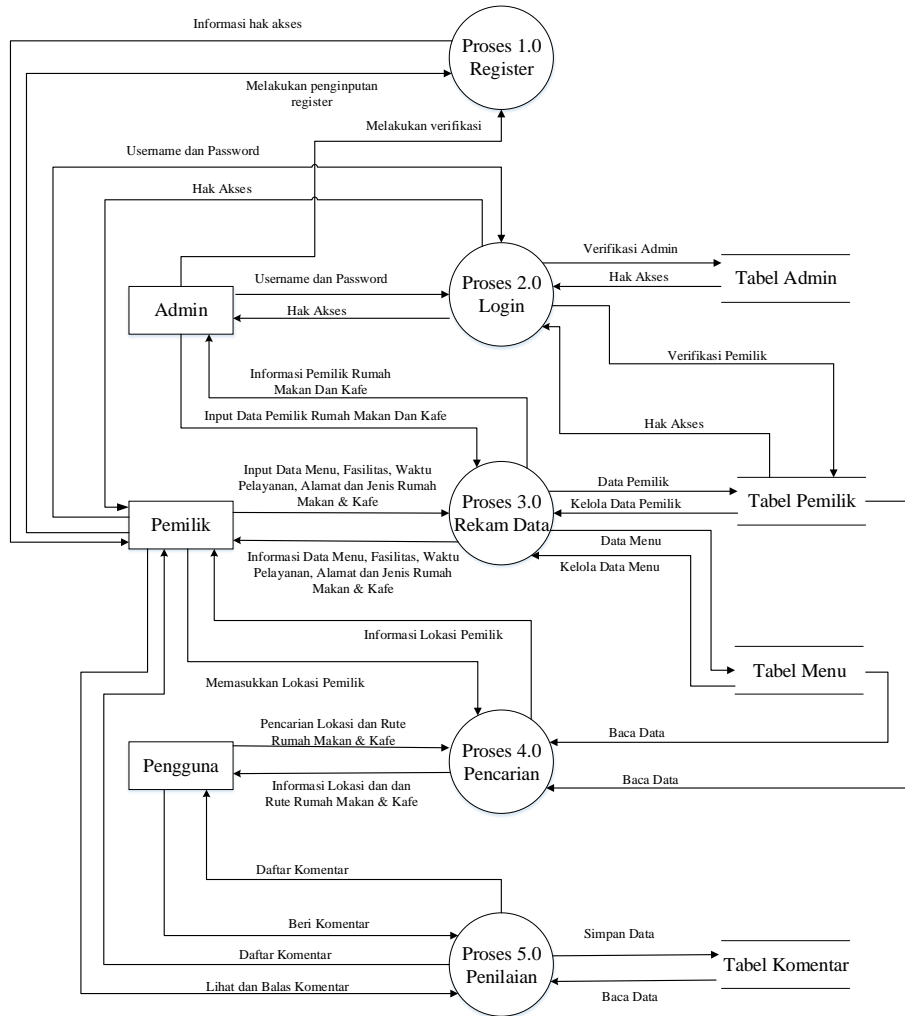 Informasi hak akses
Proses 1.0
Register
Melakukan penginputan
register
Melakukan verifikasi
Username dan Password
Hak Akses
Verifikasi Admin
Proses 2.0
Login
Hak Akses
Tabel Admin
Username dan Password
Admin
Hak Akses
Verifikasi Pemilik
Informasi Pemilik Rumah
Makan Dan Kafe
Input Data Pemilik Rumah Makan Dan Kafe
Hak Akses
Input Data Menu, Fasilitas, Waktu
Pelayanan, Alamat dan Jenis Rumah
Makan & Kafe
Proses 3.0
Rekam Data
Data Pemilik
Kelola Data Pemilik
Tabel Pemilik
Pemilik
Data Menu
Informasi Data Menu, Fasilitas, Waktu
Pelayanan, Alamat dan Jenis Rumah
Makan & Kafe
Kelola Data Menu
Informasi Lokasi Pemilik
Tabel Menu
Memasukkan Lokasi Pemilik
Pencarian Lokasi dan Rute
Rumah Makan & Kafe
Proses 4.0
Pencarian
Baca Data
Pengguna
Informasi Lokasi dan dan
Rute Rumah Makan & Kafe
Baca Data
Daftar Komentar
Beri Komentar
Proses 5.0
Penilaian
Simpan Data
Daftar Komentar
Tabel Komentar
Lihat dan Balas Komentar
Baca Data